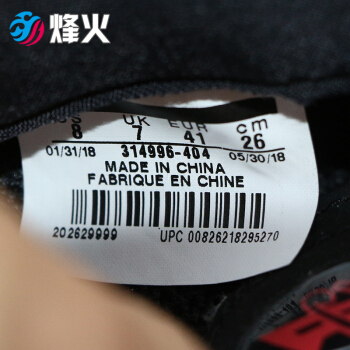 烽火
US UK EUR cm
8 7 41 26
01/31/18 314996-404 05/30/18
MADE IN CHINA
FABRIQUE EN CHINE
202629999 UPC 00826218295270